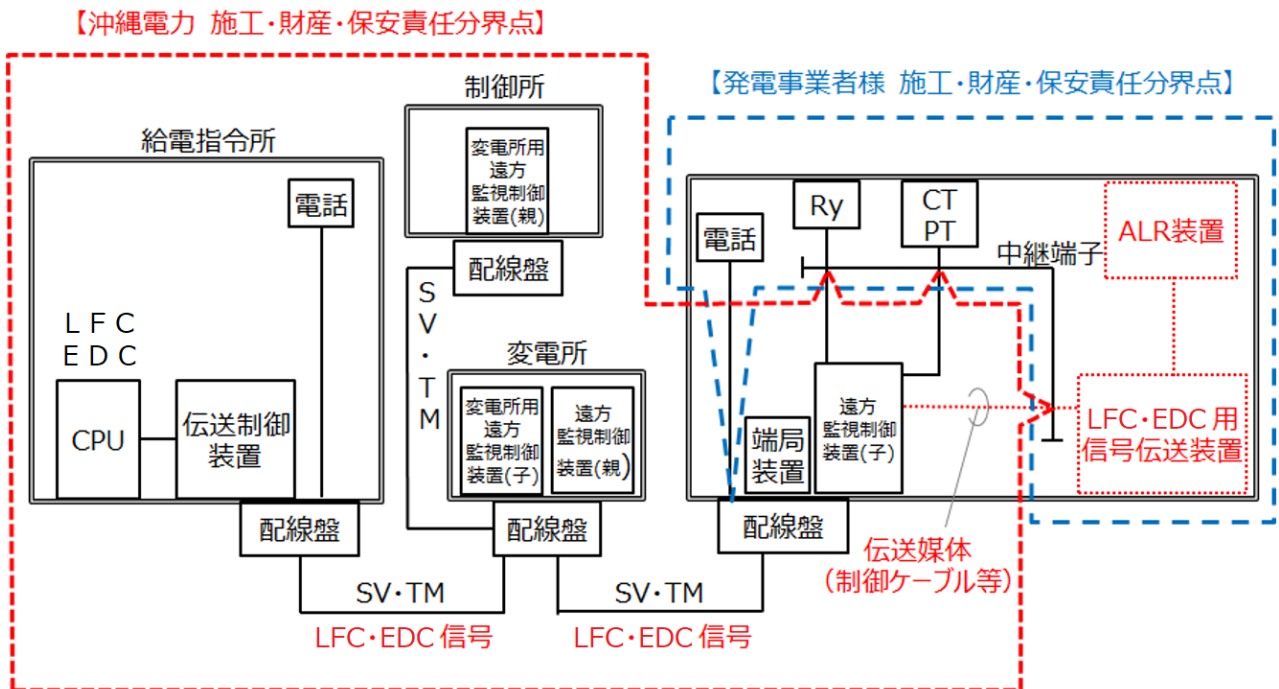 【沖縄電力 施工・財産・保安責任分界点】
【発電事業者様 施工・財産・保安責任分界点】
給電指令所
電話
LFC
EDC
CPU
伝送制御
装置
配線盤
制御所
変電所用
遠方
監視制御
装置(親)
配線盤
SV・TM
変電所
変電所用
遠方
監視制御
装置(子)
遠方
監視制御
装置(親)
配線盤
SV・TM
LFC・EDC信号
SV・TM
LFC・EDC信号
電話
Ry
CT
PT
中継端子
ALR装置
端局
装置
遠方
監視制御
装置(子)
LFC・EDC用
信号伝送装置
配線盤
伝送媒体
(制御ケーブル等)